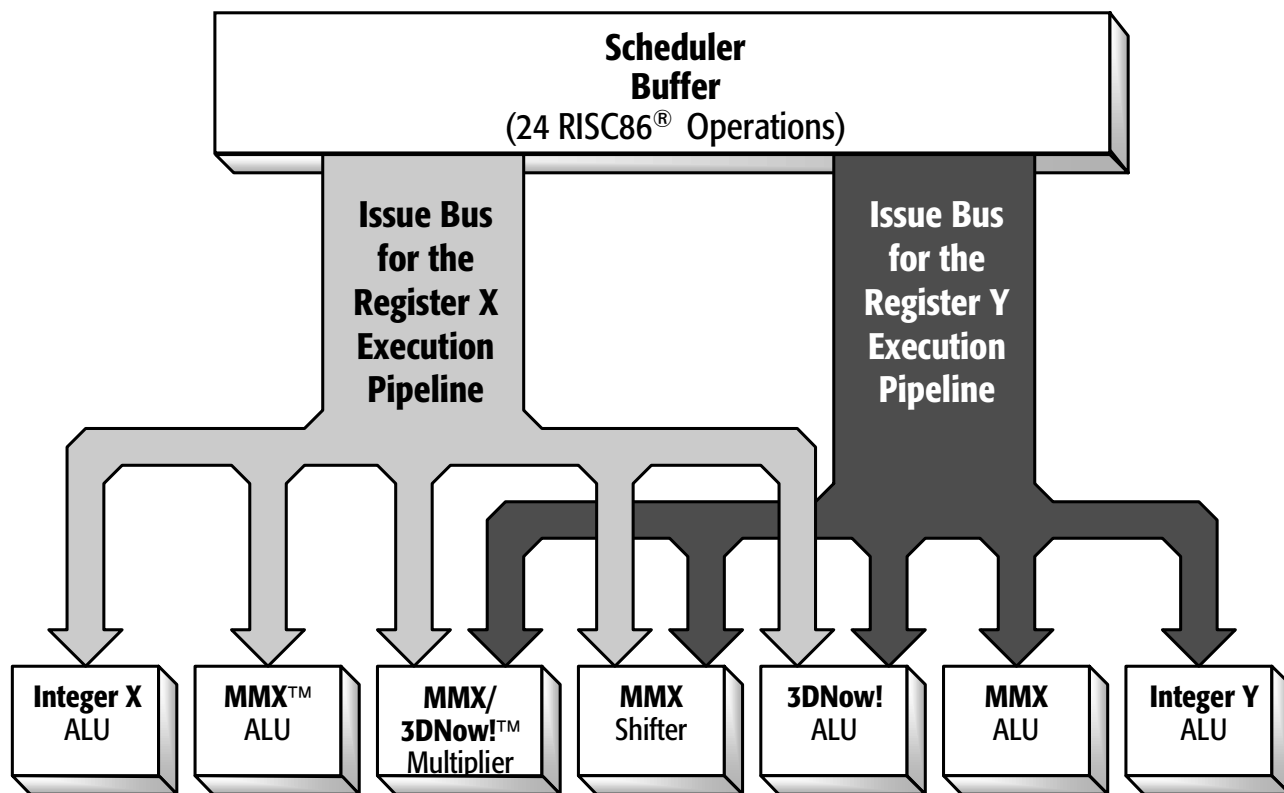 Scheduler
Buffer
(24 RISC86® Operations)
Issue Bus
for the
Register X
Execution
Pipeline
Issue Bus
for the
Register Y
Execution
Pipeline
Integer X
ALU
MMX™
ALU
MMX/
3DNow!™
Multiplier
MMX
Shifter
3DNow!
ALU
MMX
ALU
Integer Y
ALU